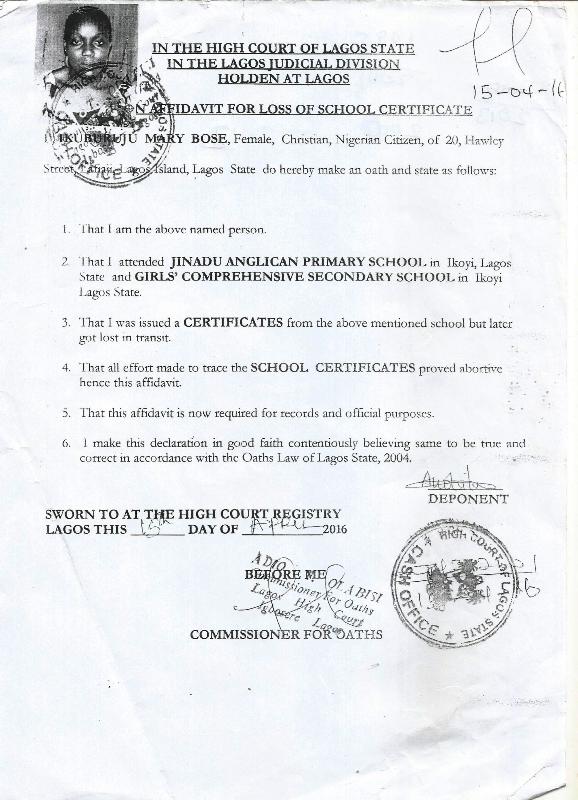 IN THE HIGH COURT OF LAGOS STATE
IN THE LAGOS JUDICIAL DIVISION
HOLDEN AT LAGOS
15-04-16
AFFIDAVIT FOR LOSS OF SCHOOL CERTIFICATE
IKUBURUJU MARY BOSE, Female, Christian, Nigerian Citizen, of 20, Hawley
Street, Lagos Island, Lagos State do hereby make an oath and state as follows:
1. That I am the above named person.
2. That I attended JINADU ANGLICAN PRIMARY SCHOOL in Ikoyi, Lagos
State and GIRLS' COMPREHENSIVE SECONDARY SCHOOL in Ikoyi
Lagos State.
3. That I was issued a CERTIFICATES from the above mentioned school but later
got lost in transit.
4. That all effort made to trace the SCHOOL CERTIFICATES proved abortive
hence this affidavit.
5. That this affidavit is now required for records and official purposes.
6. I make this declaration in good faith contentiously believing same to be true and
correct in accordance with the Oaths Law of Lagos State, 2004.
DEPONENT
SWORN TO AT THE HIGH COURT REGISTRY
LAGOS THIS DAY OF April 2016
HIGH COURT OF LAGOS STATE
CASH OFFICE
BEFORE ME
ADIO OLABISI
Commissioner For Oaths
Lagos High Court
Igbosere Lagos
COMMISSIONER FOR OATHS